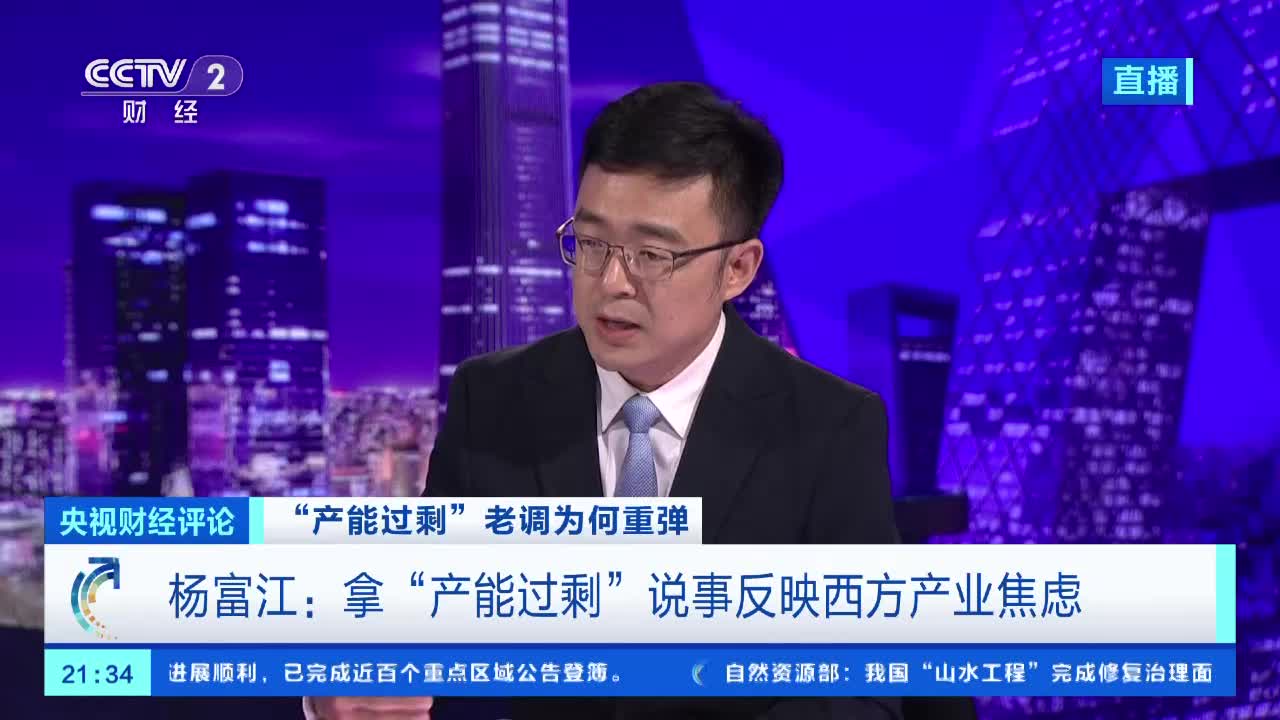 CCTV 2
财经
直播
央视财经评论
“产能过剩”老调为何重弹
杨富江：拿“产能过剩”说事反映西方产业焦虑
21:34
进展顺利，已完成近百个重点区域公告登簿。
自然资源部：我国“山水工程”完成修复治理面